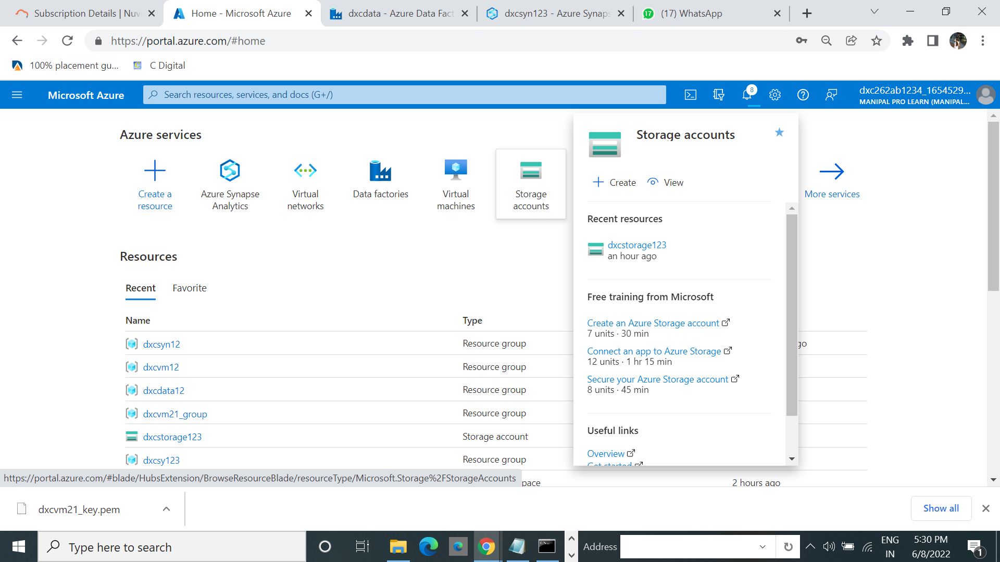 Subscription Details | Nuv
Home - Microsoft Azure
dxcdata - Azure Data Fact
dxcsyn123 - Azure Synaps
17
(17) WhatsApp
https://portal.azure.com/#home
100% placement gu...
C Digital
Microsoft Azure
Search resources, services, and docs (G+/)
8
dxc262ab1234_1654529...
MANIPAL PRO LEARN (MANIPAL...
Azure services
Create a resource
Azure Synapse Analytics
Virtual networks
Data factories
Virtual machines
Storage accounts
More services
Storage accounts
Create
View
Recent resources
dxcstorage123
an hour ago
Free training from Microsoft
Create an Azure Storage account
7 units · 30 min
Connect an app to Azure Storage
12 units · 1 hr 15 min
Secure your Azure Storage account
8 units · 45 min
Useful links
Overview
Get started
Resources
Recent
Favorite
Name
Type
dxcsyn12
Resource group
go
dxcvm12
Resource group
dxcdata12
Resource group
dxcvm21_group
Resource group
dxcstorage123
Storage account
dxcsy123
Resource group
pace
2 hours ago
https://portal.azure.com/#blade/HubsExtension/BrowseResourceBlade/resourceType/Microsoft.Storage%2FStorageAccounts
dxcvm21_key.pem
Show all
Type here to search
Address
ENG
IN
5:30 PM
6/8/2022
1